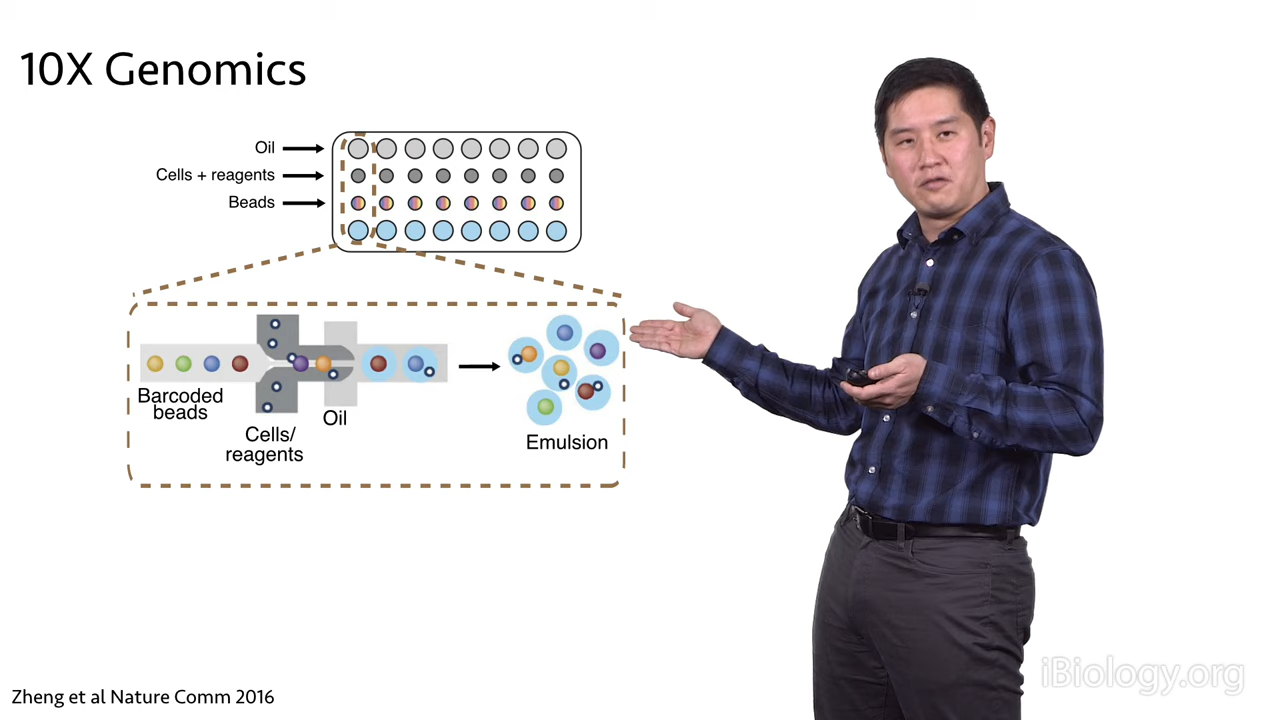 10X Genomics
Oil
Cells + reagents
Beads
Barcoded
beads
Cells/
reagents
Oil
Emulsion
Zheng et al Nature Comm 2016
iBiology.org